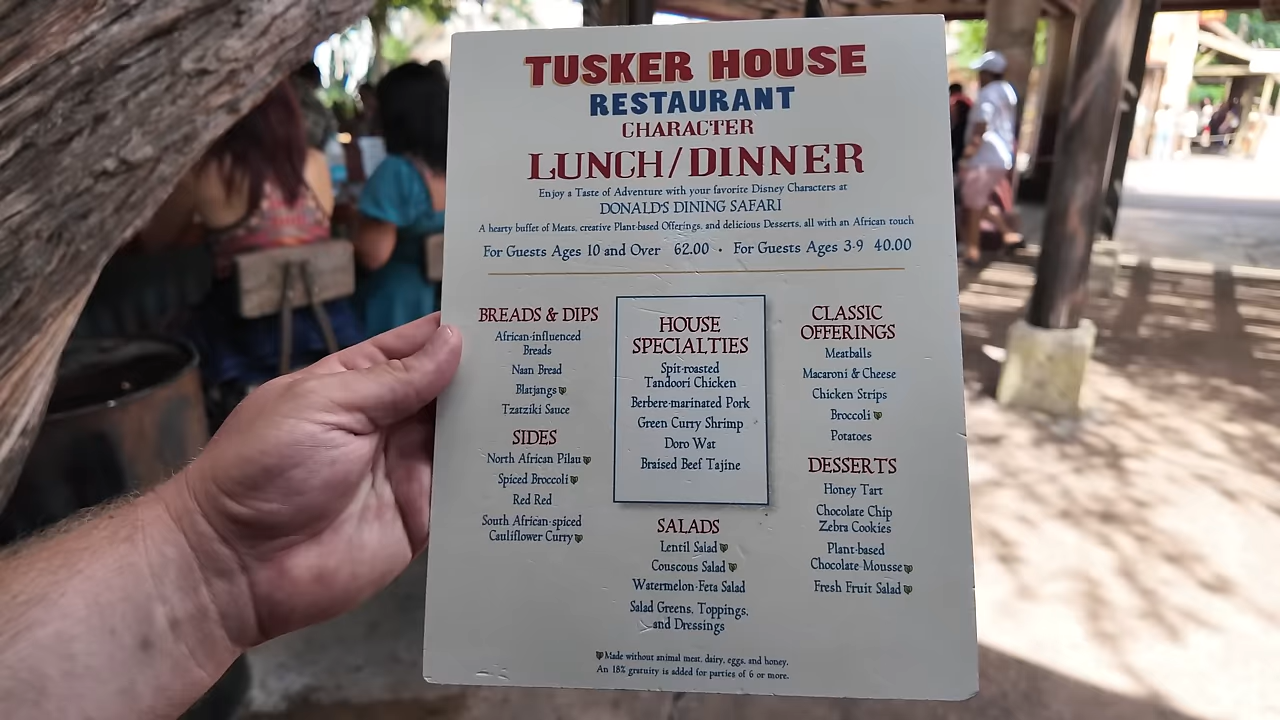 TUSKER HOUSE
RESTAURANT
CHARACTER
LUNCH/DINNER
Enjoy a Taste of Adventure with your favorite Disney Characters at
DONALD'S DINING SAFARI
A hearty buffet of Meats, creative Plant-based Offerings, and delicious Desserts, all with an African touch
For Guests Ages 10 and Over 62.00 • For Guests Ages 3-9 40.00
BREADS & DIPS
African-influenced
Breads
Naan Bread
Blatjangs
Tzatziki Sauce
SIDES
North African Pilau
Spiced Broccoli
Red Red
South African-spiced
Cauliflower Curry
HOUSE
SPECIALTIES
Spit-roasted
Tandoori Chicken
Berbere-marinated Pork
Green Curry Shrimp
Doro Wat
Braised Beef Tajine
SALADS
Lentil Salad
Couscous Salad
Watermelon-Feta Salad
Salad Greens, Toppings,
and Dressings
CLASSIC
OFFERINGS
Meatballs
Macaroni & Cheese
Chicken Strips
Broccoli
Potatoes
DESSERTS
Honey Tart
Chocolate Chip
Zebra Cookies
Plant-based
Chocolate Mousse
Fresh Fruit Salad
Made without animal meat, dairy, eggs, and honey.
An 18% gratuity is added for parties of 6 or more.